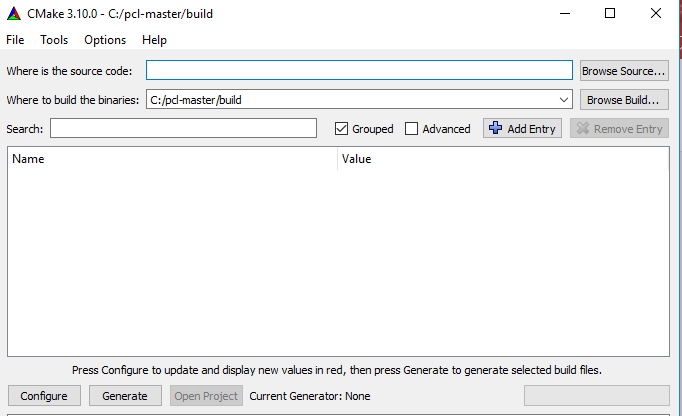 CMake 3.10.0 - C:/pcl-master/build
File Tools Options Help
Where is the source code: Browse Source...
Where to build the binaries: C:/pcl-master/build Browse Build...
Search: Grouped Advanced Add Entry Remove Entry
Name Value
Press Configure to update and display new values in red, then press Generate to generate selected build files.
Configure Generate Open Project Current Generator: None